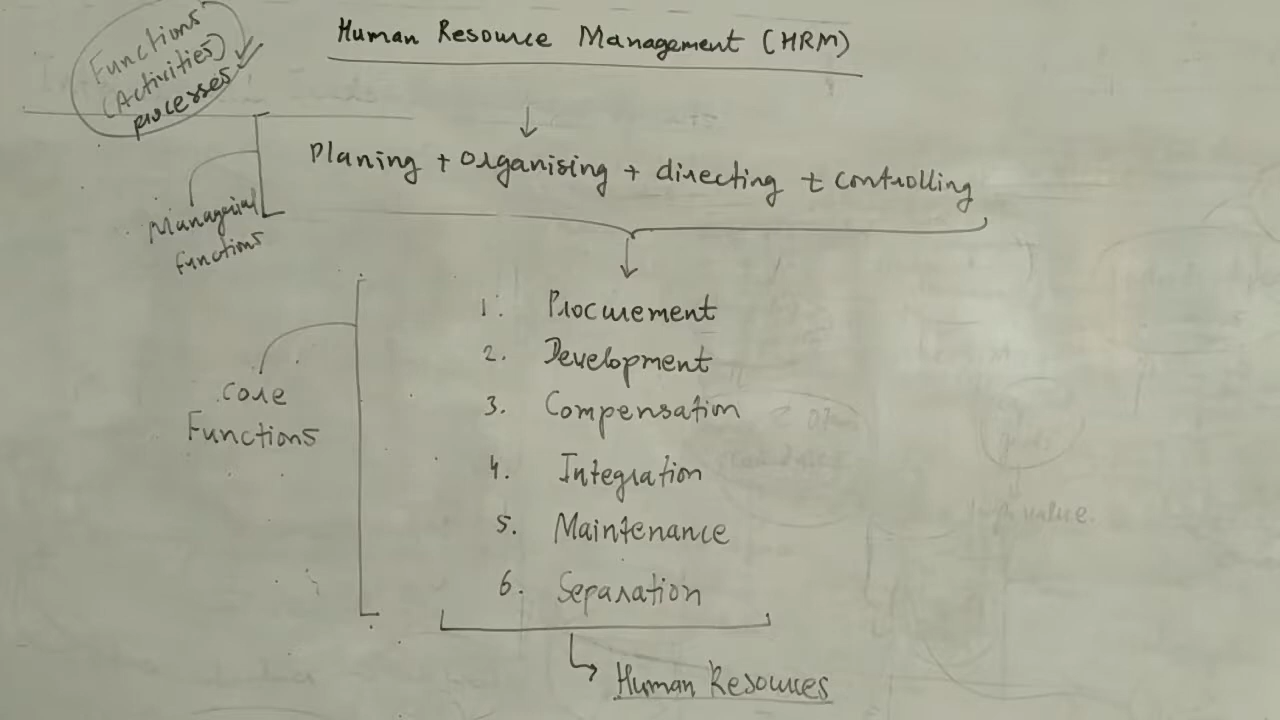 Functions
(Activities)
processes
Human Resource Management (HRM)
Planing + Organising + directing + controlling
Managerial
Functions
1. Procurement
2. Development
3. Compensation
4. Integration
5. Maintenance
6. Separation
Core
Functions
Human Resources
value.